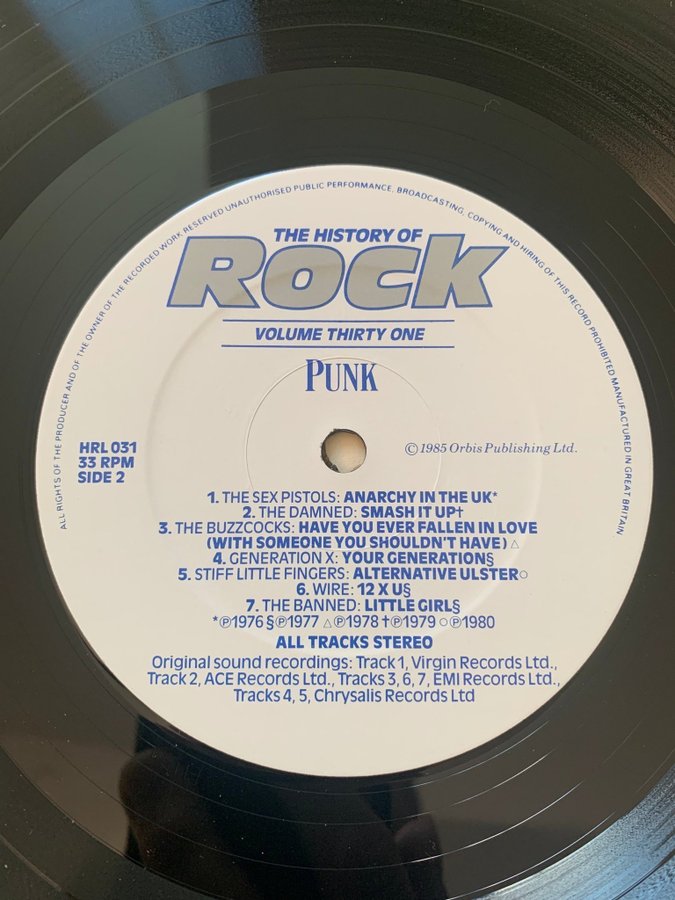 ALL RIGHTS OF THE PRODUCER AND OF THE OWNER OF THE RECORDED WORK RESERVED UNAUTHORISED PUBLIC PERFORMANCE, BROADCASTING, COPYING AND HIRING OF THIS RECORD PROHIBITED MANUFACTURED IN GREAT BRITAIN
THE HISTORY OF
ROCK
VOLUME THIRTY ONE
PUNK
HRL 031
33 RPM
SIDE 2
©1985 Orbis Publishing Ltd.
1. THE SEX PISTOLS: ANARCHY IN THE UK*
2. THE DAMNED: SMASH IT UP†
3. THE BUZZCOCKS: HAVE YOU EVER FALLEN IN LOVE
(WITH SOMEONE YOU SHOULDN'T HAVE) △
4. GENERATION X: YOUR GENERATION§
5. STIFF LITTLE FINGERS: ALTERNATIVE ULSTER○
6. WIRE: 12 X U§
7. THE BANNED: LITTLE GIRL§
*℗1976 §℗1977 △℗1978 †℗1979 ○℗1980
ALL TRACKS STEREO
Original sound recordings: Track 1, Virgin Records Ltd.,
Track 2, ACE Records Ltd., Tracks 3, 6, 7, EMI Records Ltd.,
Tracks 4, 5, Chrysalis Records Ltd